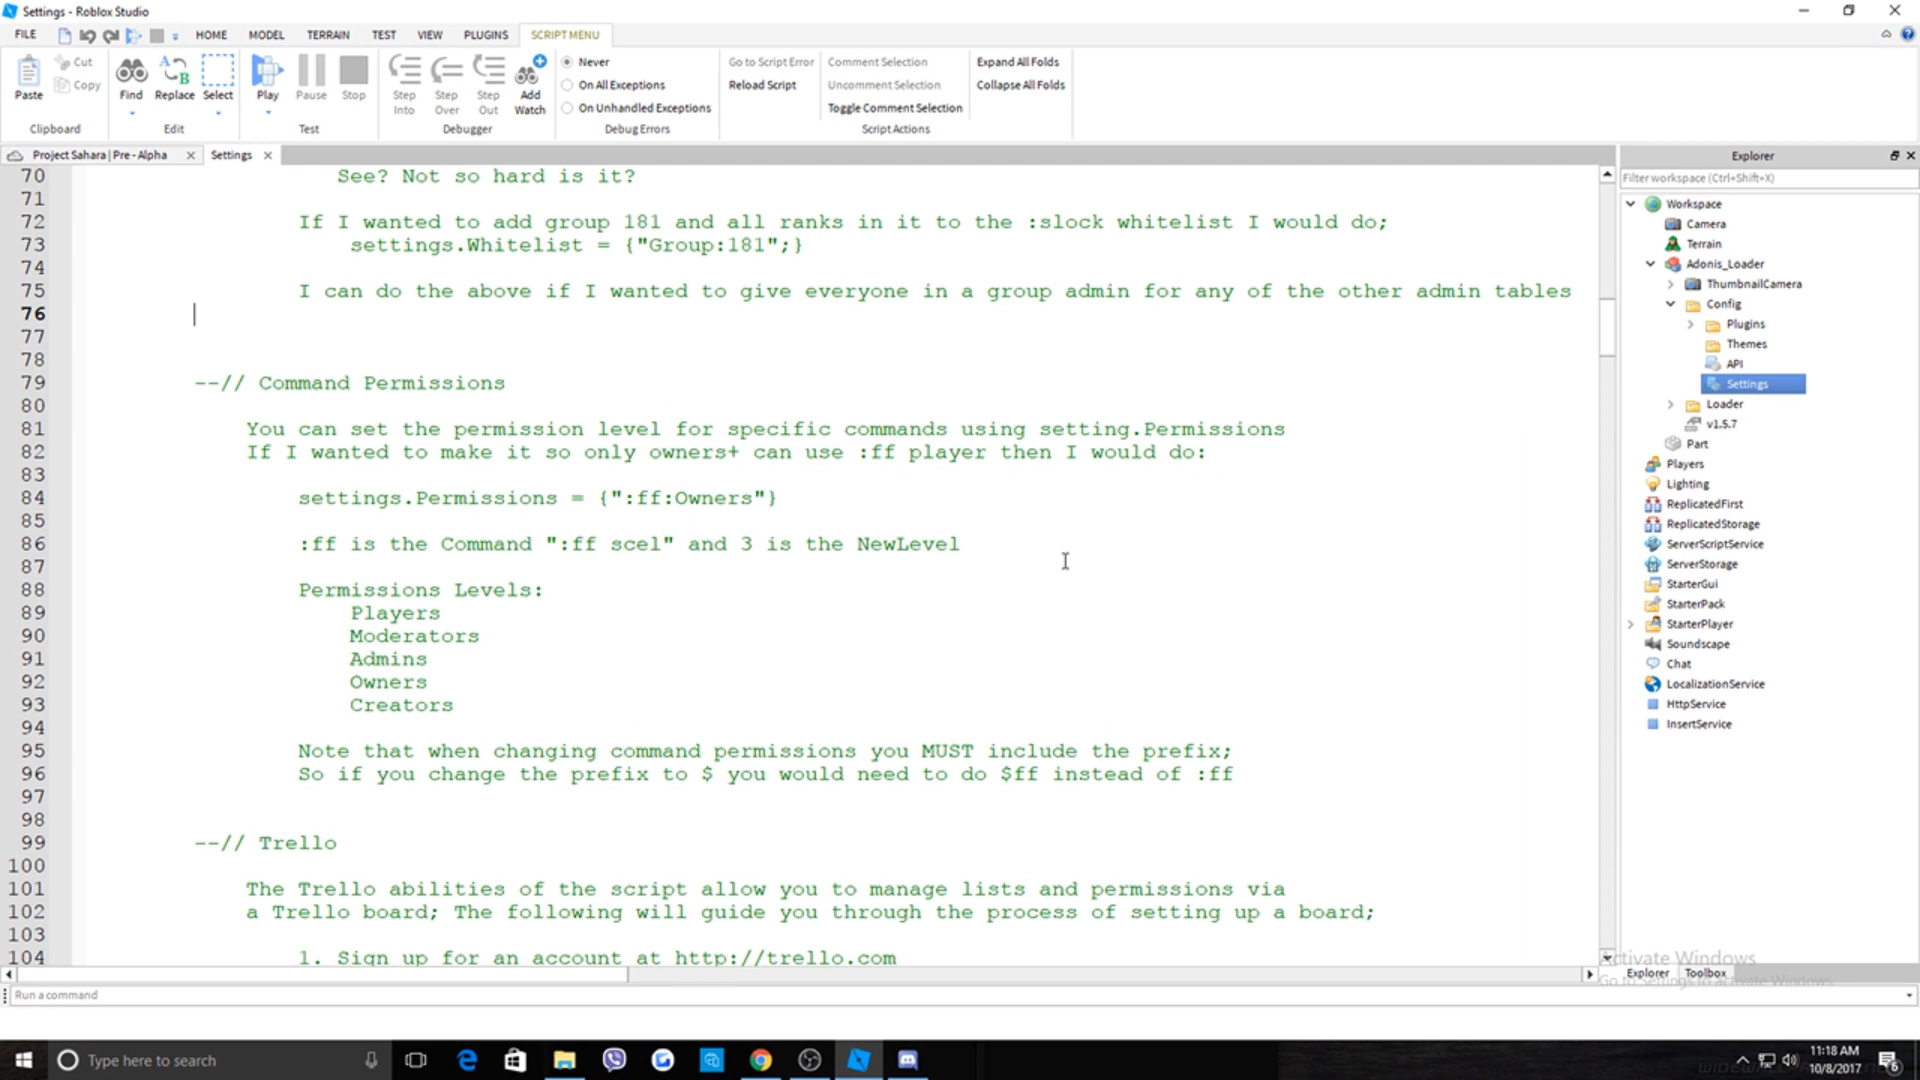 Settings - Roblox Studio
FILE HOME MODEL TERRAIN TEST VIEW PLUGINS SCRIPT MENU
Paste
Cut
Copy
Clipboard
Find
Replace
Select
Edit
Play
Pause
Stop
Test
Step Into
Step Over
Step Out
Add Watch
Debugger
Never
On All Exceptions
On Unhandled Exceptions
Debug Errors
Go to Script Error
Reload Script
Comment Selection
Uncomment Selection
Toggle Comment Selection
Script Actions
Expand All Folds
Collapse All Folds
Project Sahara | Pre - Alpha
Settings
70 See? Not so hard is it?
71
72 If I wanted to add group 181 and all ranks in it to the :slock whitelist I would do;
73 settings.Whitelist = {"Group:181";}
74
75 I can do the above if I wanted to give everyone in a group admin for any of the other admin tables
76
77
78
79 --// Command Permissions
80
81 You can set the permission level for specific commands using setting.Permissions
82 If I wanted to make it so only owners+ can use :ff player then I would do:
83
84 settings.Permissions = {":ff:Owners"}
85
86 :ff is the Command ":ff scel" and 3 is the NewLevel
87
88 Permissions Levels:
89 Players
90 Moderators
91 Admins
92 Owners
93 Creators
94
95 Note that when changing command permissions you MUST include the prefix;
96 So if you change the prefix to $ you would need to do $ff instead of :ff
97
98
99 --// Trello
100
101 The Trello abilities of the script allow you to manage lists and permissions via
102 a Trello board; The following will guide you through the process of setting up a board;
103
104 1. Sign up for an account at http://trello.com
Explorer
Filter workspace (Ctrl+Shift+X)
Workspace
Camera
Terrain
Adonis_Loader
ThumbnailCamera
Config
Plugins
Themes
API
Settings
Loader
v1.5.7
Part
Players
Lighting
ReplicatedFirst
ReplicatedStorage
ServerScriptService
ServerStorage
StarterGui
StarterPack
StarterPlayer
Soundscape
Chat
LocalizationService
HttpService
InsertService
Activate Windows
Go to Settings to activate Windows.
Explorer Toolbox
Run a command
Type here to search
11:18 AM
10/8/2017
6